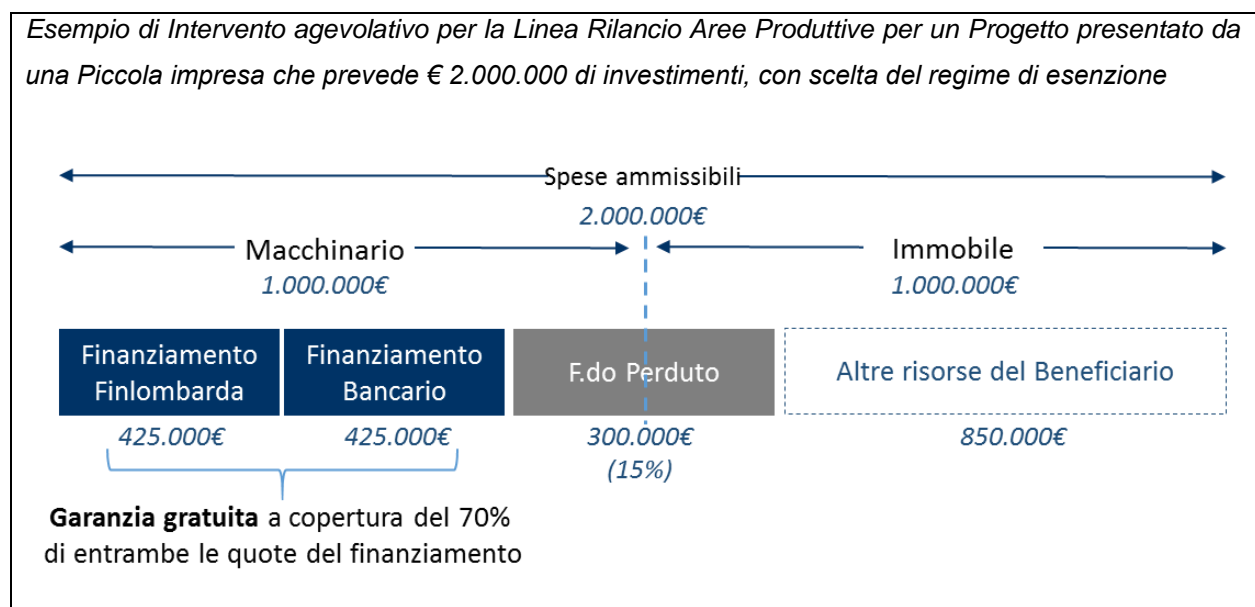 Esempio di Intervento agevolativo per la Linea Rilancio Aree Produttive per un Progetto presentato da
una Piccola impresa che prevede € 2.000.000 di investimenti, con scelta del regime di esenzione
Spese ammissibili
2.000.000€
Macchinario
1.000.000€
Immobile
1.000.000€
Finanziamento
Finlombarda
Finanziamento
Bancario
F.do Perduto
Altre risorse del Beneficiario
425.000€
425.000€
300.000€
(15%)
850.000€
Garanzia gratuita a copertura del 70%
di entrambe le quote del finanziamento